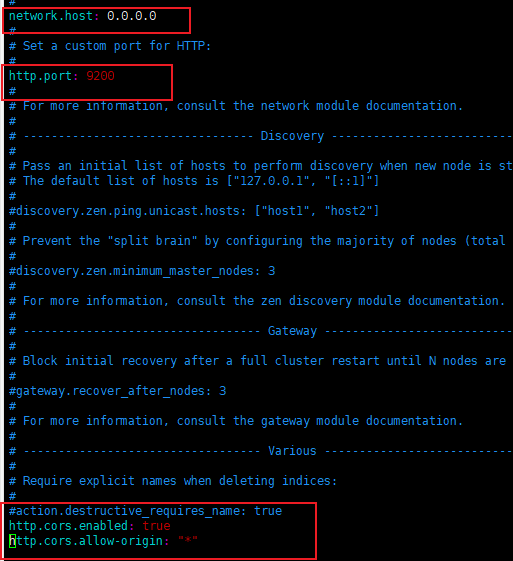 #
network.host: 0.0.0.0
#
# Set a custom port for HTTP:
#
http.port: 9200
#
# For more information, consult the network module documentation.
#
# --------------------------------- Discovery ---------------------------
#
# Pass an initial list of hosts to perform discovery when new node is st
# The default list of hosts is ["127.0.0.1", "[::1]"]
#
#discovery.zen.ping.unicast.hosts: ["host1", "host2"]
#
# Prevent the "split brain" by configuring the majority of nodes (total
#
#discovery.zen.minimum_master_nodes: 3
#
# For more information, consult the zen discovery module documentation.
#
# ---------------------------------- Gateway ----------------------------
#
# Block initial recovery after a full cluster restart until N nodes are
#
#gateway.recover_after_nodes: 3
#
# For more information, consult the gateway module documentation.
#
# ---------------------------------- Various ----------------------------
#
# Require explicit names when deleting indices:
#
#action.destructive_requires_name: true
http.cors.enabled: true
http.cors.allow-origin: "*"